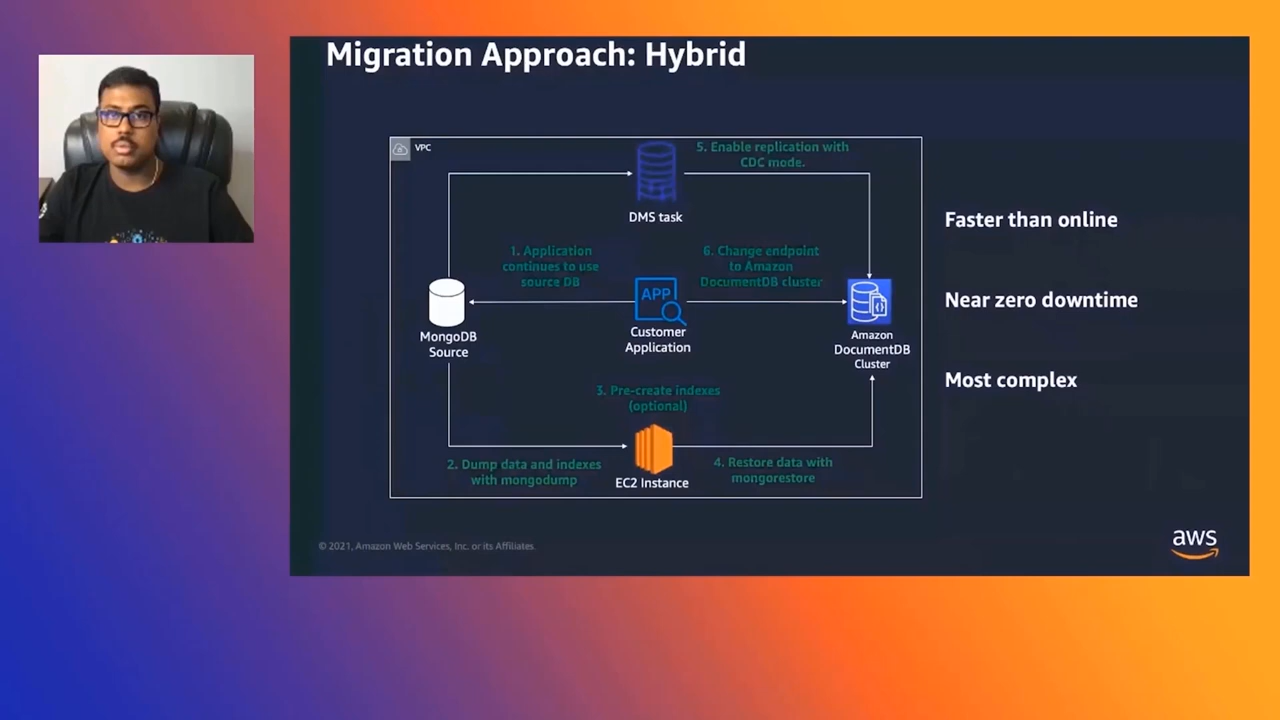 Migration Approach: Hybrid
VPC
5. Enable replication with
CDC mode.
DMS task
1. Application
continues to use
source DB
6. Change endpoint
to Amazon
DocumentDB cluster
APP
MongoDB
Source
Customer
Application
Amazon
DocumentDB
Cluster
3. Pre-create indexes
(optional)
2. Dump data and indexes
with mongodump
EC2 Instance
4. Restore data with
mongorestore
Faster than online
Near zero downtime
Most complex
© 2021, Amazon Web Services, Inc. or its Affiliates.
aws